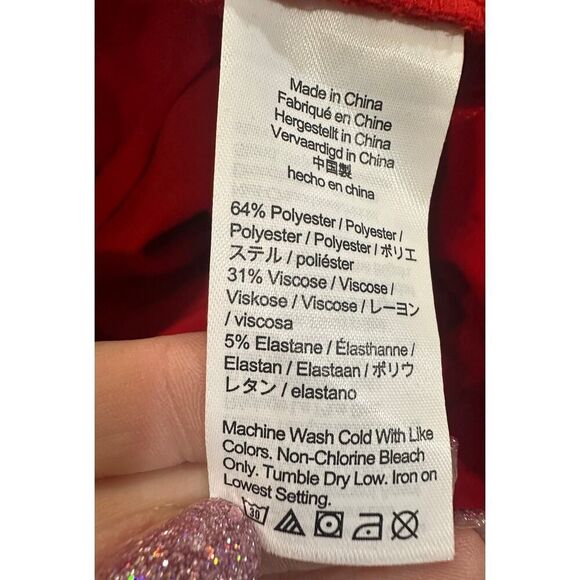 Made in China
Fabriqué en Chine
Hergestellt in China
Vervaardigd in China
中国製
hecho en china
64% Polyester / Polyester /
Polyester / Polyester / ポリエ
ステル / poliéster
31% Viscose / Viscose /
Viskose / Viscose / レーヨン
/ viscosa
5% Elastane / Élasthanne /
Elastan / Elastaan / ポリウ
レタン / elastano
Machine Wash Cold With Like
Colors. Non-Chlorine Bleach
Only. Tumble Dry Low. Iron on
Lowest Setting.
30